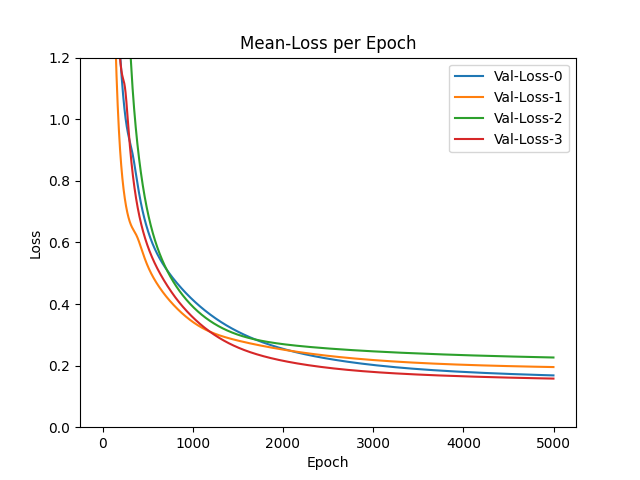 Mean-Loss per Epoch
Val-Loss-0
Val-Loss-1
Val-Loss-2
Val-Loss-3
Loss
1.2
1.0
0.8
0.6
0.4
0.2
0.0
0 1000 2000 3000 4000 5000
Epoch